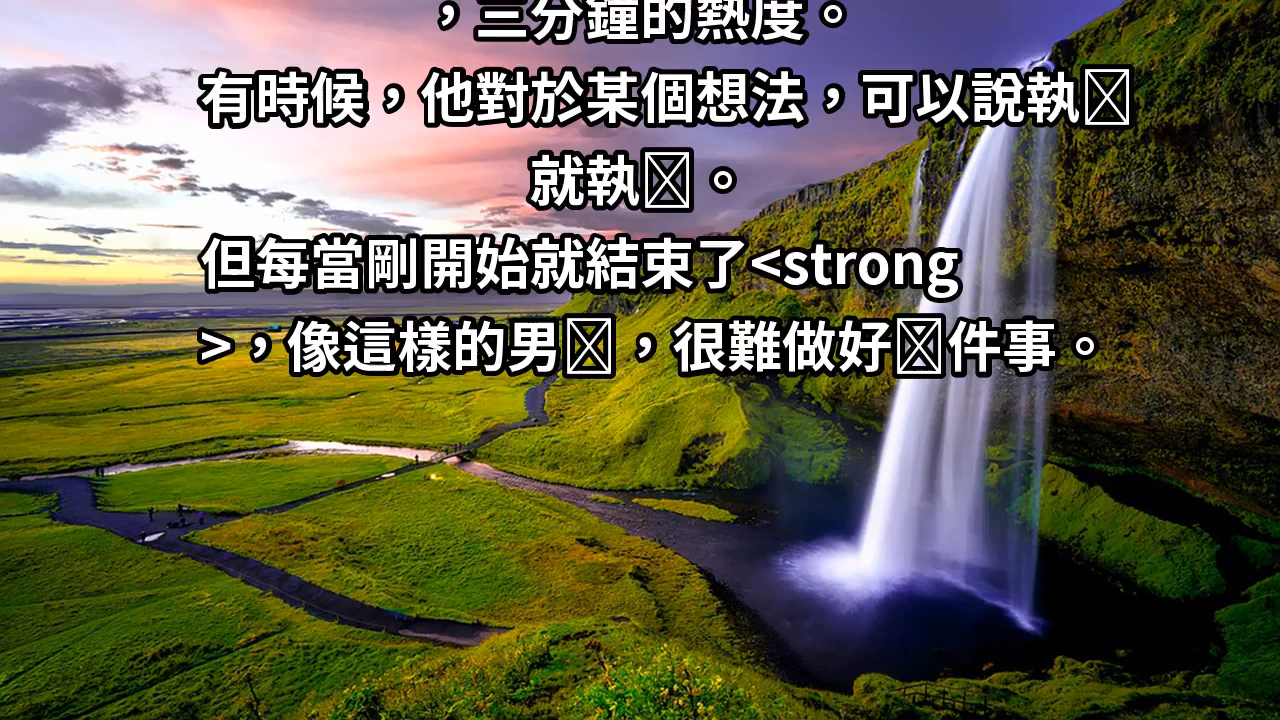 ，三分鐘的熱度。
有時候，他對於某個想法，可以說執
就執。
但每當剛開始就結束了<strong
>，像這樣的男，很難做好件事。